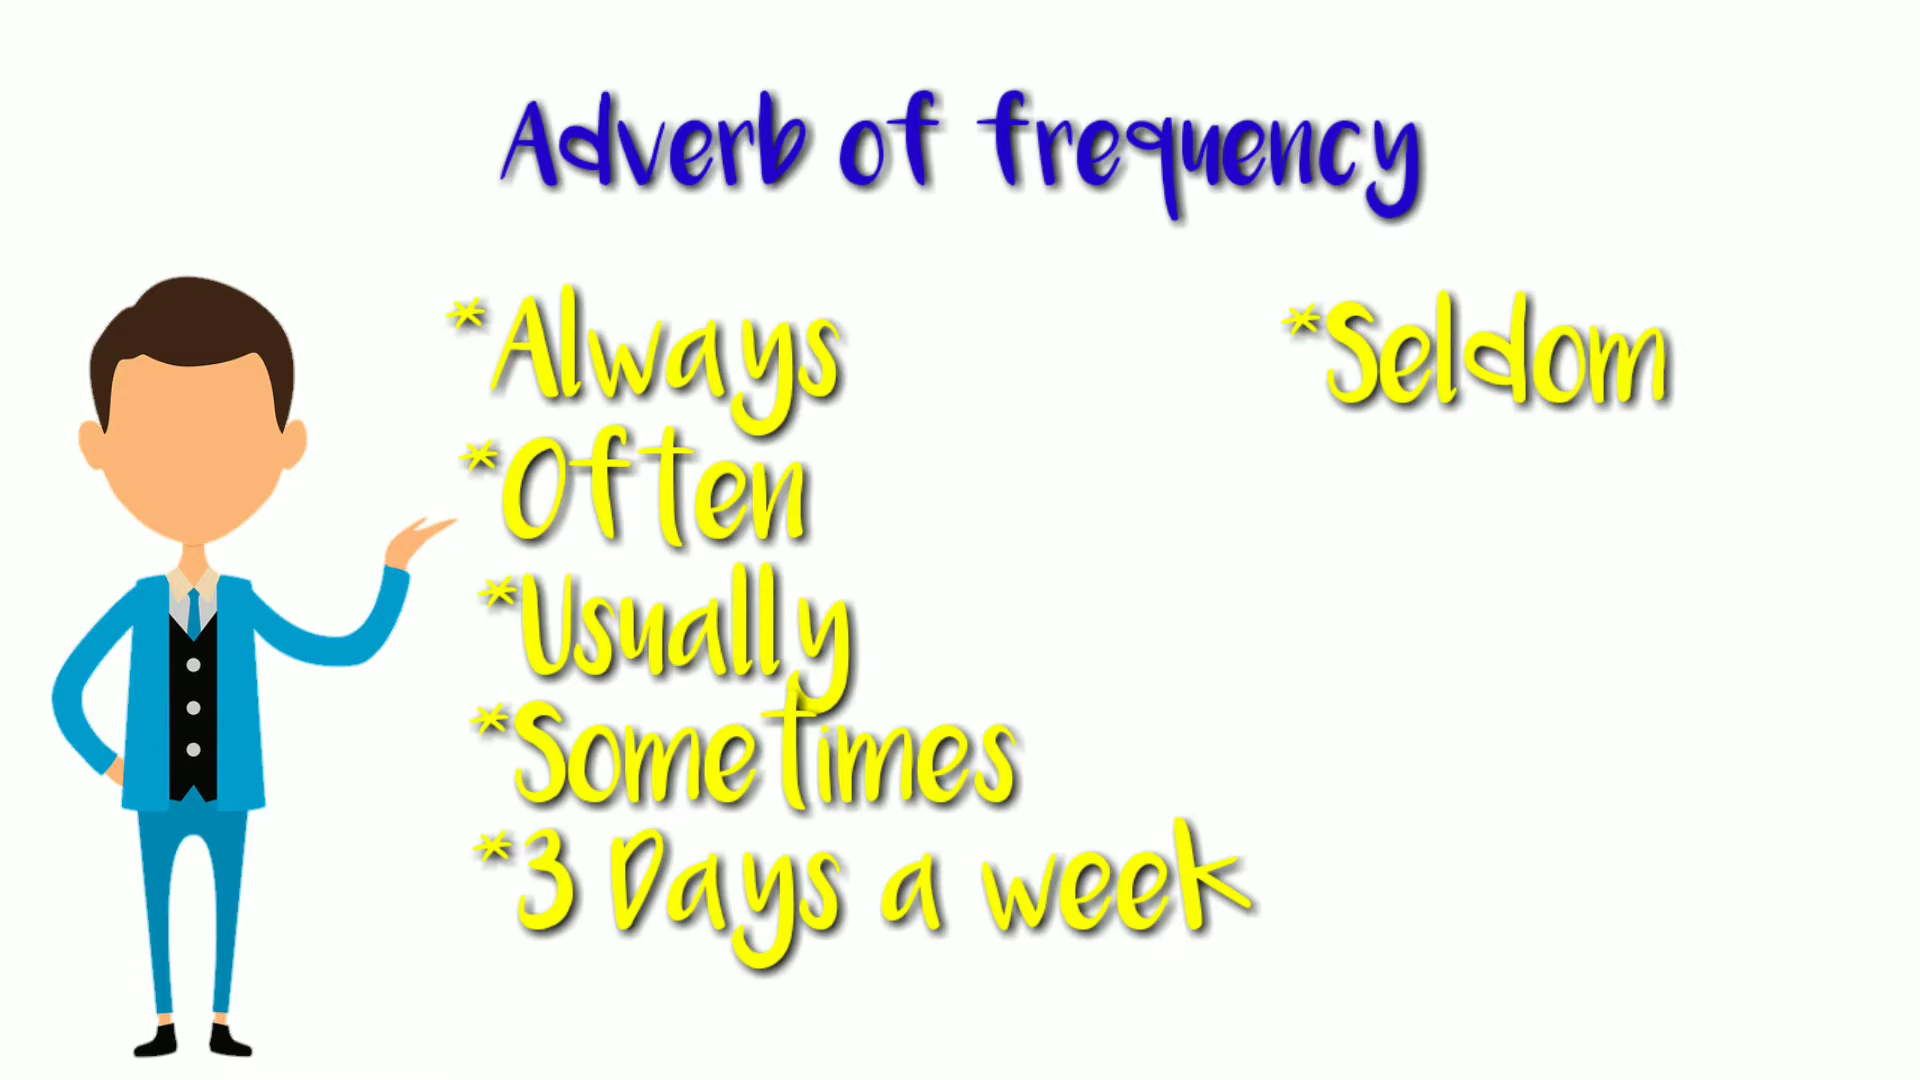 Adverb of frequency
*Always
*Often
*Usually
*Sometimes
*3 Days a week
*Seldom